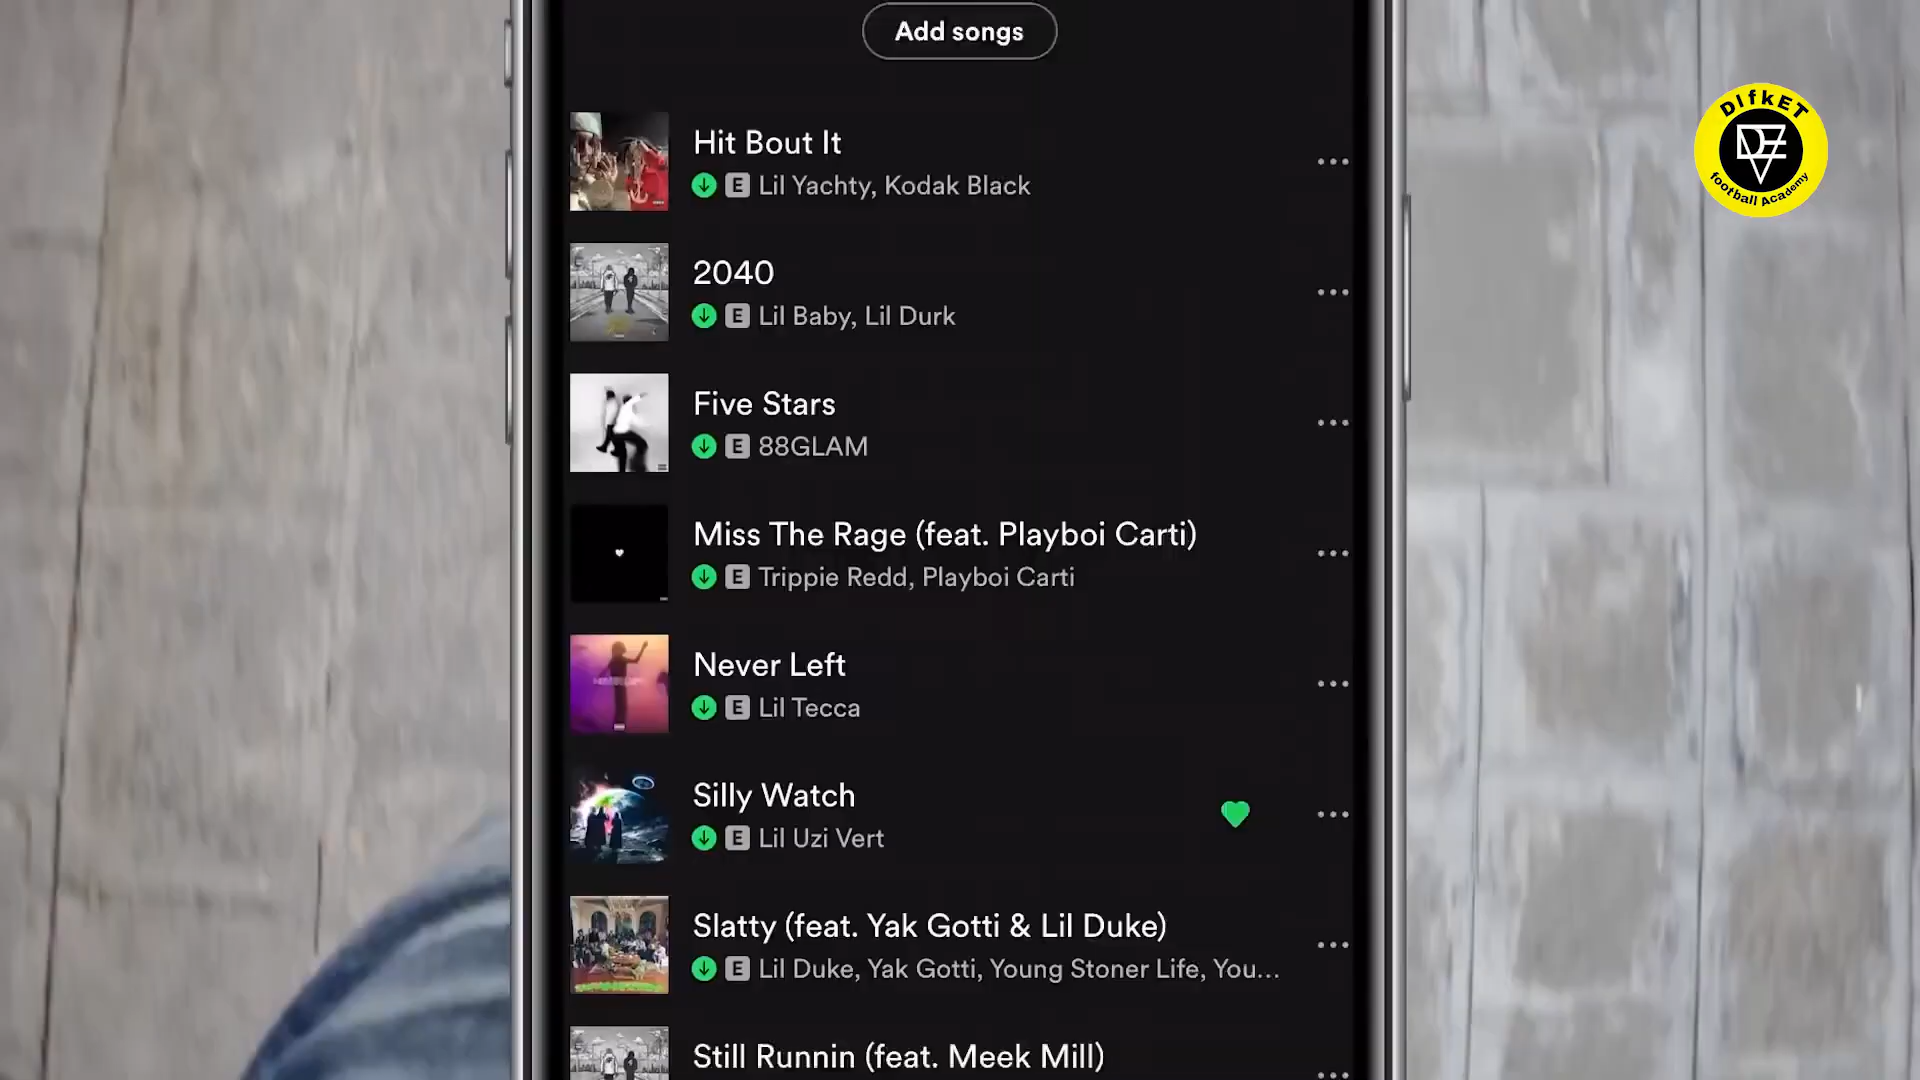 Add songs
DlfkET
football Academy
Hit Bout It
E Lil Yachty, Kodak Black
2040
E Lil Baby, Lil Durk
Five Stars
E 88GLAM
Miss The Rage (feat. Playboi Carti)
E Trippie Redd, Playboi Carti
Never Left
E Lil Tecca
Silly Watch
E Lil Uzi Vert
Slatty (feat. Yak Gotti & Lil Duke)
E Lil Duke, Yak Gotti, Young Stoner Life, You...
Still Runnin (feat. Meek Mill)